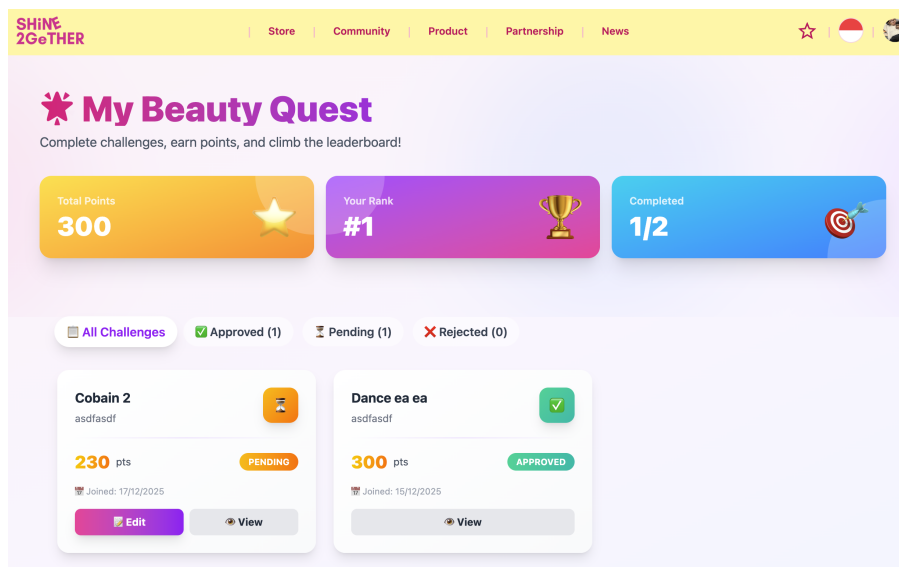 SHiNE
2GeTHER
Store
Community
Product
Partnership
News
My Beauty Quest
Complete challenges, earn points, and climb the leaderboard!
Total Points
300
Your Rank
#1
Completed
1/2
All Challenges
Approved (1)
Pending (1)
Rejected (0)
Cobain 2
asdfasdf
230 pts
PENDING
Joined: 17/12/2025
Edit
View
Dance ea ea
asdfasdf
300 pts
APPROVED
Joined: 15/12/2025
View